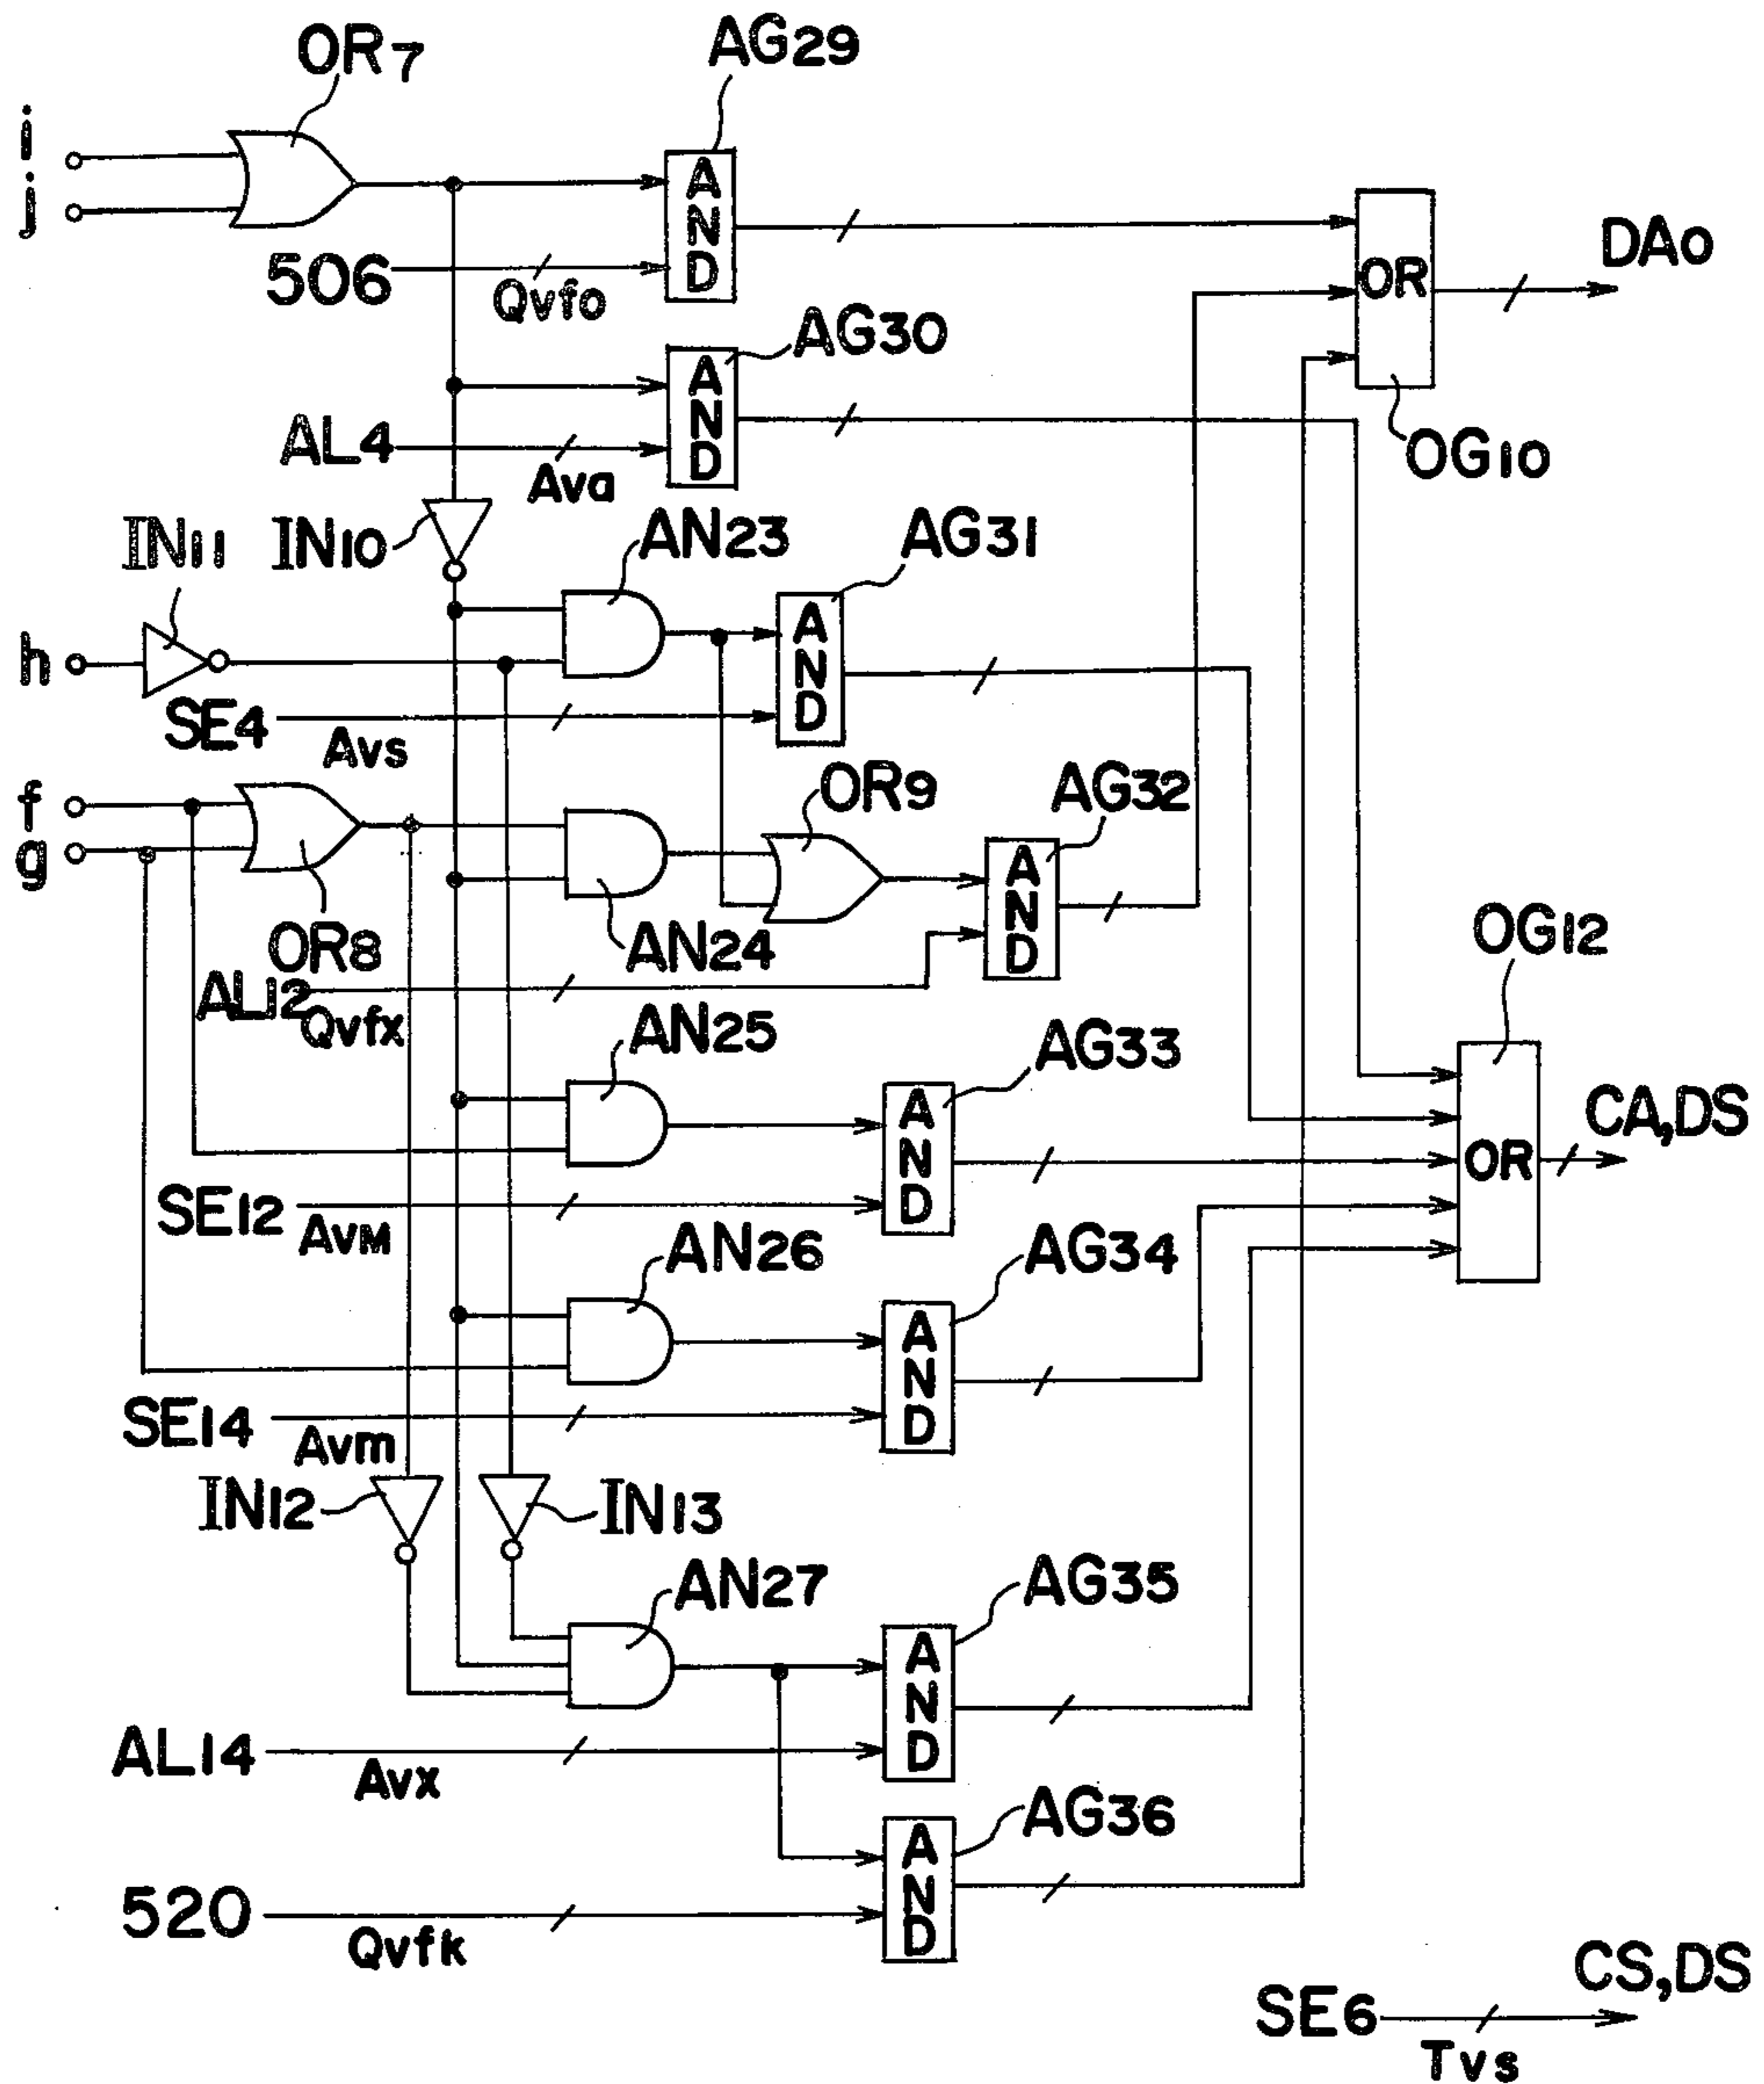 OR7
AG29
i
j
AND
506
Qvfo
OR
DAo
AG30
AND
AL4
Ava
OG10
IN11
IN10
AN23
AG31
h
AND
SE4
Avs
f
g
OR8
OR9
AG32
AND
AN24
AL12
Qvfx
OG12
AN25
AG33
AND
OR
CA,DS
SE12
AvM
AN26
AG34
AND
SE14
Avm
IN12
IN13
AN27
AG35
AND
AL14
Avx
AG36
AND
520
Qvfk
CS,DS
SE6
Tvs